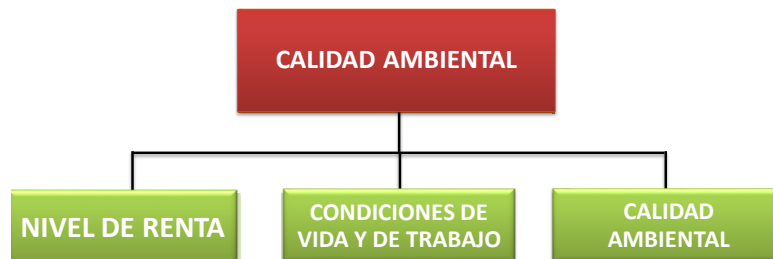 CALIDAD AMBIENTAL
NIVEL DE RENTA
CONDICIONES DE
VIDA Y DE TRABAJO
CALIDAD
AMBIENTAL